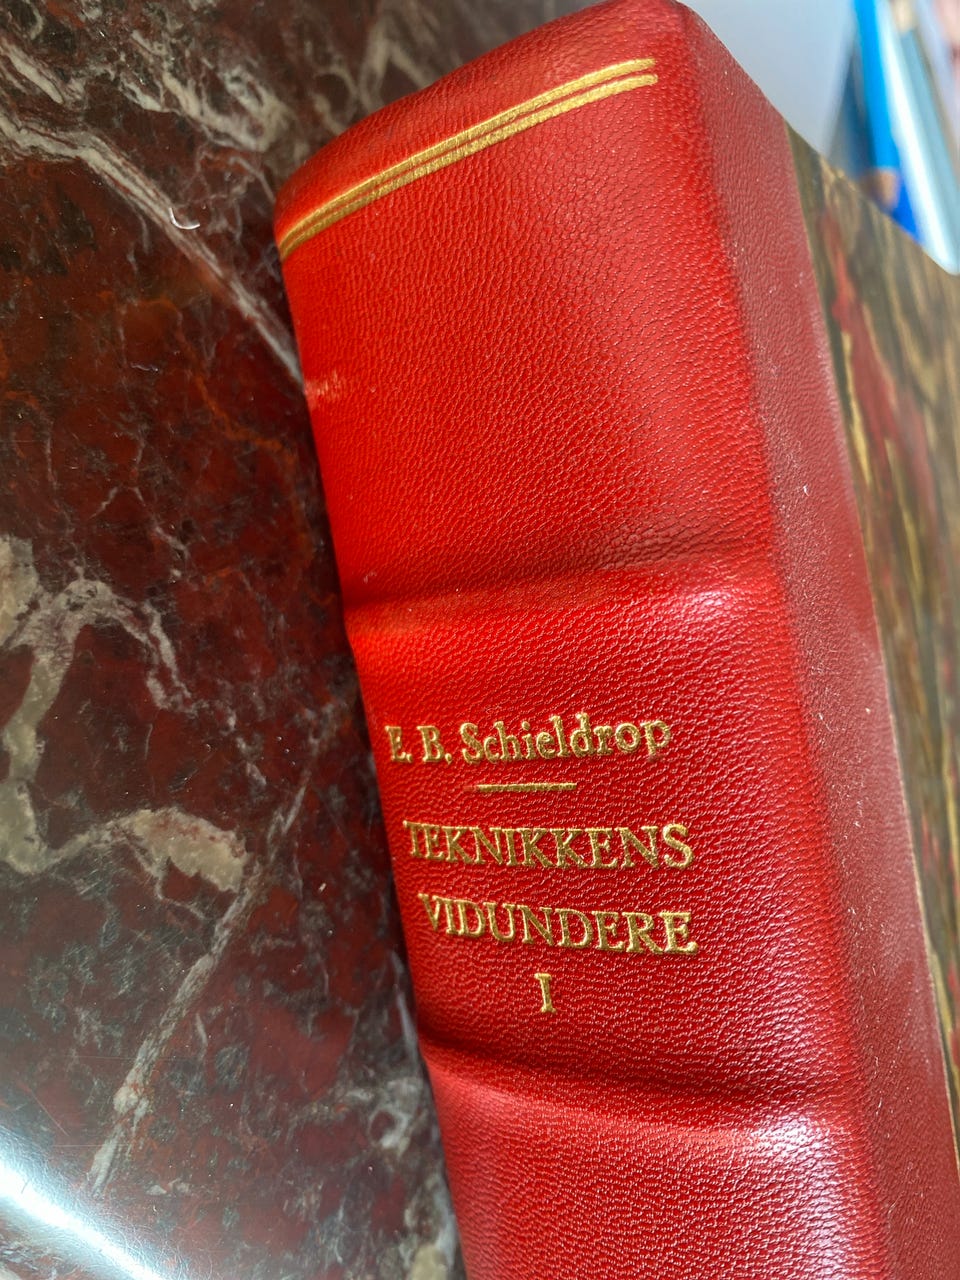 E. B. Schieldrop
TEKNIKKENS
VIDUNDERE
I